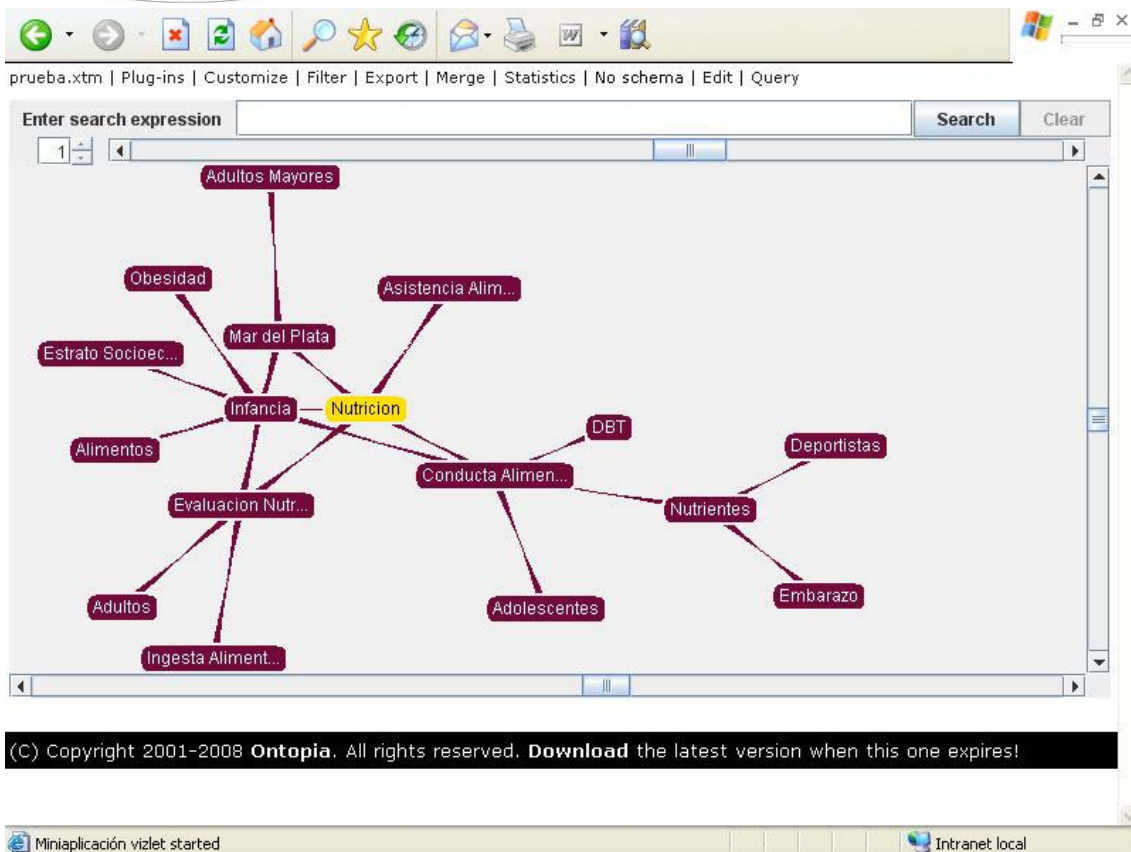 prueba.xtm | Plug-ins | Customize | Filter | Export | Merge | Statistics | No schema | Edit | Query
Enter search expression Search Clear
1
Adultos Mayores
Obesidad
Asistencia Alim...
Mar del Plata
Estrato Socioec...
Infancia
Nutricion
DBT
Alimentos
Deportistas
Conducta Alimen...
Evaluacion Nutr...
Nutrientes
Embarazo
Adultos
Adolescentes
Ingesta Aliment...
(C) Copyright 2001-2008 Ontopia. All rights reserved. Download the latest version when this one expires!
Miniaplicación vizlet started Intranet local